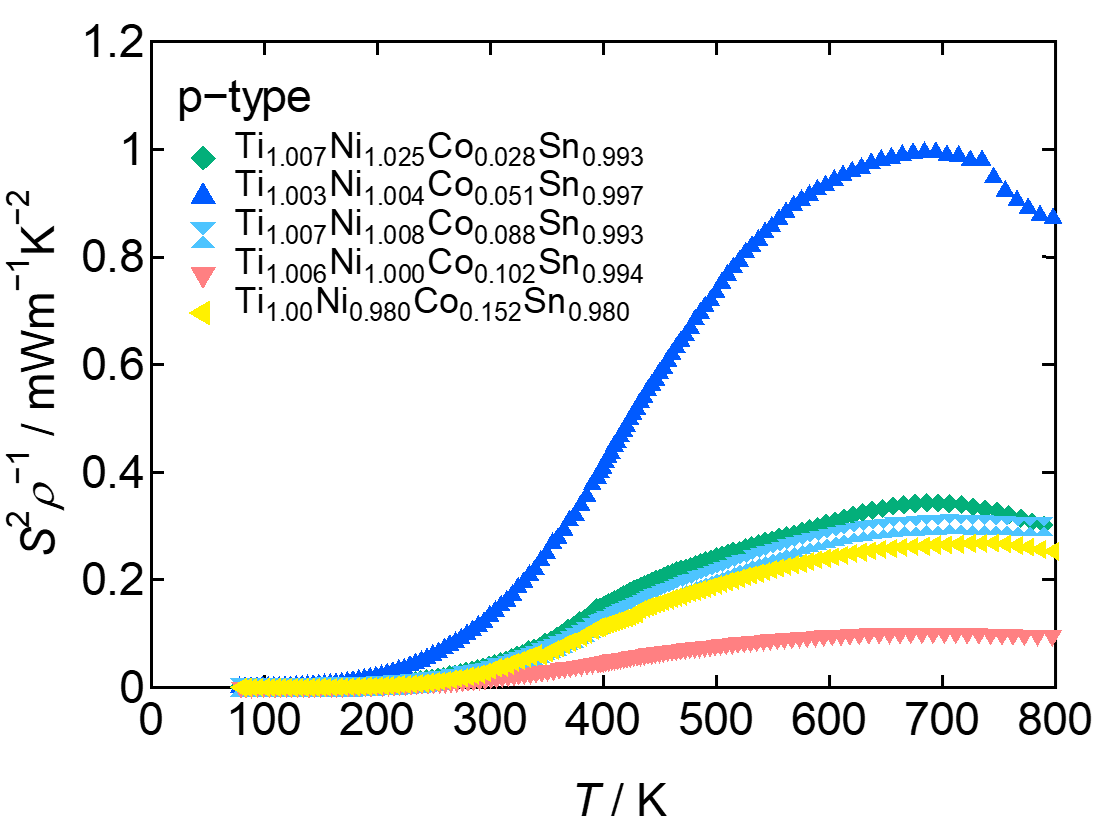 1.2
1
0.8
0.6
0.4
0.2
0
S²ρ⁻¹ / mWm⁻¹K⁻²
p−type
Ti₁.₀₀₇Ni₁.₀₂₅Co₀.₀₂₈Sn₀.₉₉₃
Ti₁.₀₀₃Ni₁.₀₀₄Co₀.₀₅₁Sn₀.₉₉₇
Ti₁.₀₀₇Ni₁.₀₀₈Co₀.₀₈₈Sn₀.₉₉₃
Ti₁.₀₀₆Ni₁.₀₀₀Co₀.₁₀₂Sn₀.₉₉₄
Ti₁.₀₀Ni₀.₉₈₀Co₀.₁₅₂Sn₀.₉₈₀
0 100 200 300 400 500 600 700 800
T / K